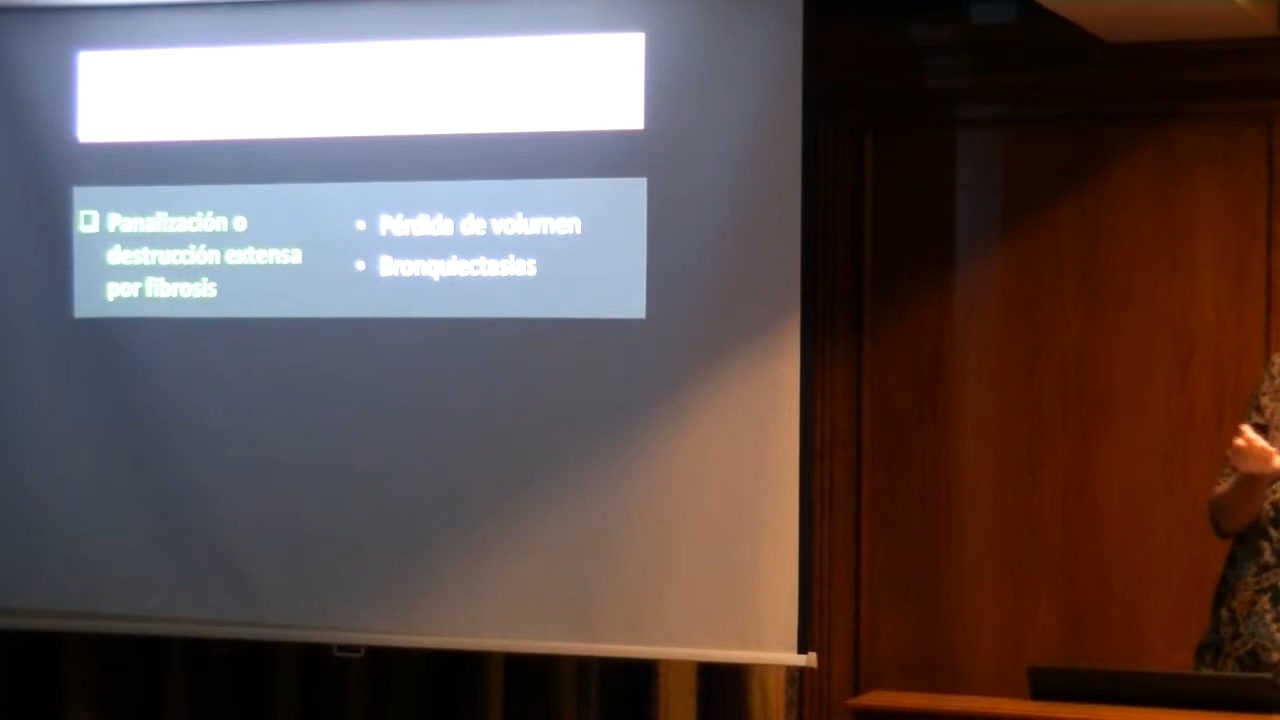 Panalización o
destrucción extensa
por fibrosis
• Pérdida de volumen
• Bronquiectasias